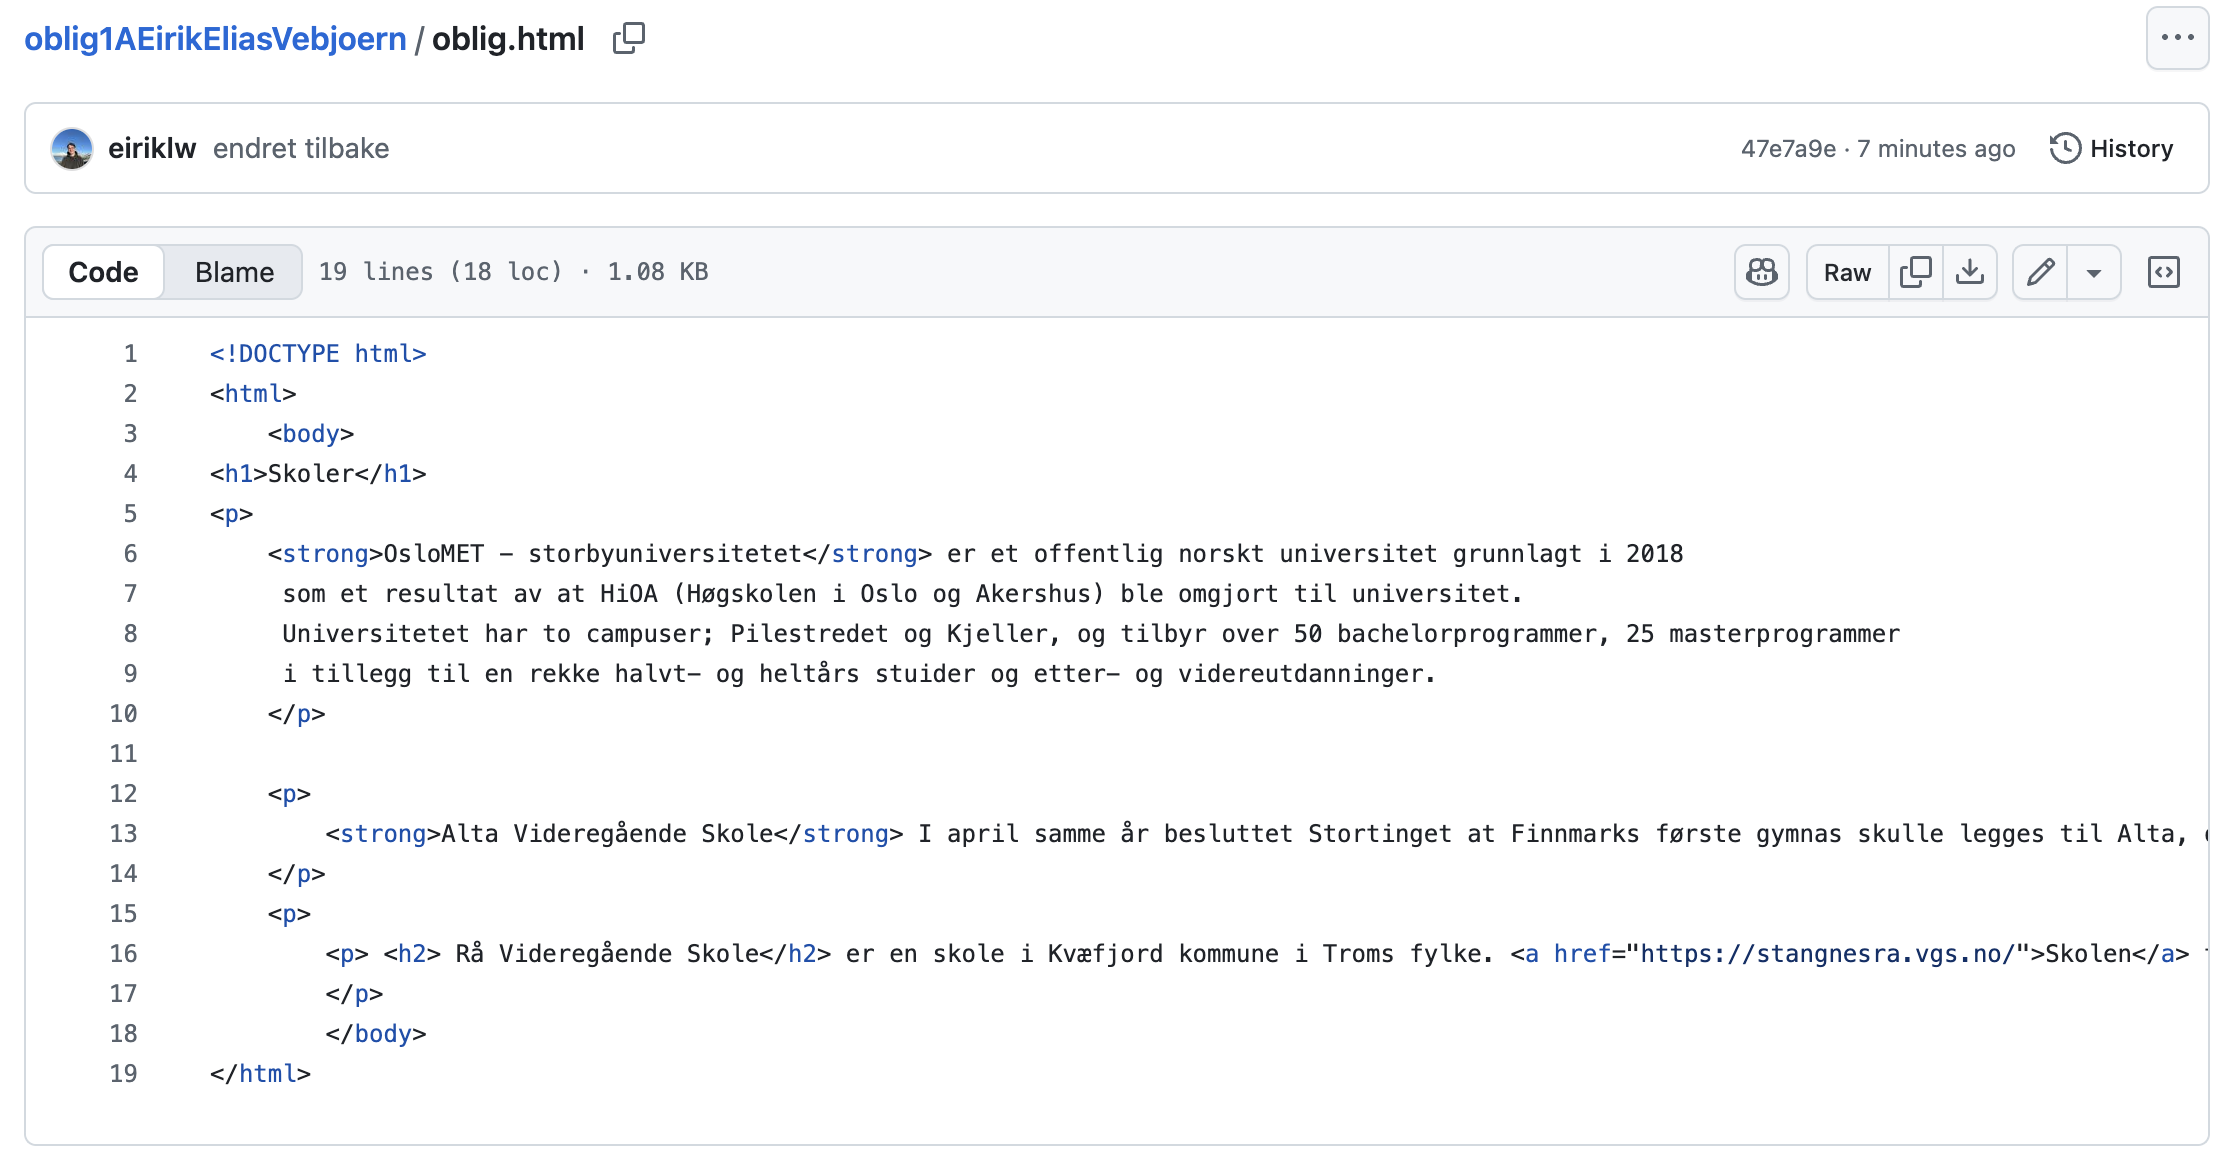 oblig1AEirikEliasVebjoern / oblig.html
eiriklw endret tilbake 47e7a9e · 7 minutes ago History
Code Blame 19 lines (18 loc) · 1.08 KB Raw
1 <!DOCTYPE html>
2 <html>
3 <body>
4 <h1>Skoler</h1>
5 <p>
6 <strong>OsloMET – storbyuniversitetet</strong> er et offentlig norskt universitet grunnlagt i 2018
7 som et resultat av at HiOA (Høgskolen i Oslo og Akershus) ble omgjort til universitet.
8 Universitetet har to campuser; Pilestredet og Kjeller, og tilbyr over 50 bachelorprogrammer, 25 masterprogrammer
9 i tillegg til en rekke halvt– og heltårs stuider og etter– og videreutdanninger.
10 </p>
11
12 <p>
13 <strong>Alta Videregående Skole</strong> I april samme år besluttet Stortinget at Finnmarks første gymnas skulle legges til Alta,
14 </p>
15 <p>
16 <p> <h2> Rå Videregående Skole</h2> er en skole i Kvæfjord kommune i Troms fylke. <a href="https://stangnesra.vgs.no/">Skolen</a>
17 </p>
18 </body>
19 </html>